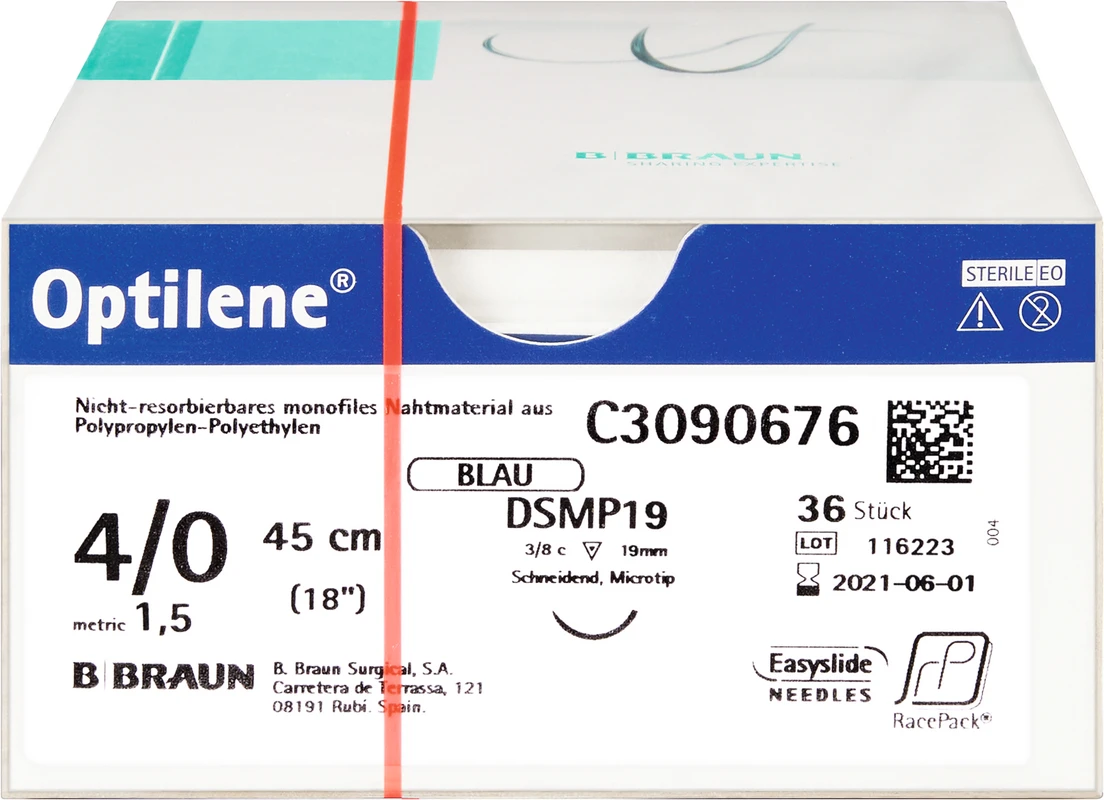 B|BRAUN
SHARING EXPERTISE
Optilene®
STERILE EO
Nicht-resorbierbares monofiles Nahtmaterial aus
Polypropylen-Polyethylen
C3090676
BLAU
4/0
45 cm
(18")
metric 1,5
DSMP19
3/8 c 19mm
Schneidend, Microtip
36 Stück
LOT 116223
2021-06-01
004
B|BRAUN
B. Braun Surgical, S.A.
Carretera de Terrassa, 121
08191 Rubi. Spain.
Easyslide
NEEDLES
RacePack®